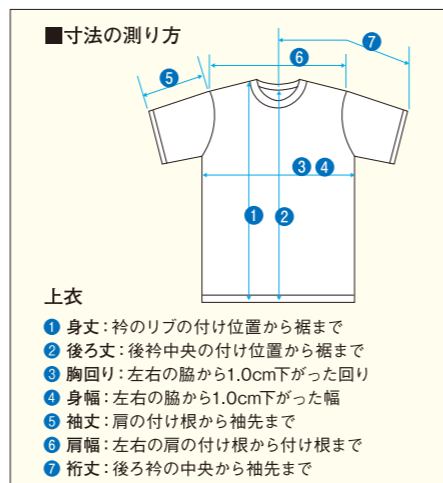 ■寸法の測り方
⑦
⑥
⑤
③ ④
① ②
上衣
① 身丈：衿のリブの付け位置から裾まで
② 後ろ丈：後衿中央の付け位置から裾まで
③ 胸回り：左右の脇から1.0cm下がった回り
④ 身幅：左右の脇から1.0cm下がった幅
⑤ 袖丈：肩の付け根から袖先まで
⑥ 肩幅：左右の肩の付け根から付け根まで
⑦ 裄丈：後ろ衿の中央から袖先まで